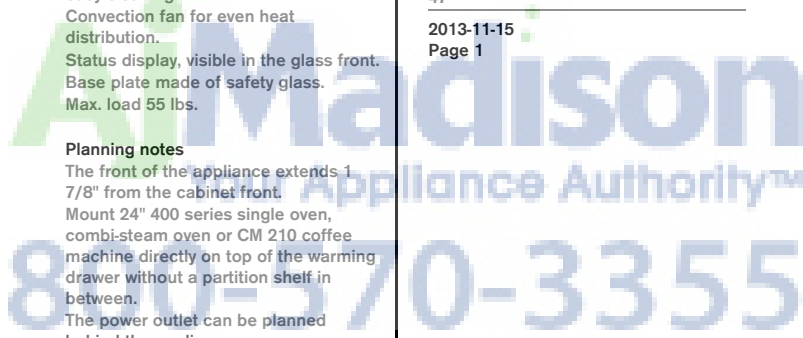 Convection fan for even heat
distribution.
Status display, visible in the glass front.
Base plate made of safety glass.
Max. load 55 lbs.
Planning notes
The front of the appliance extends 1
7/8" from the cabinet front.
Mount 24" 400 series single oven,
combi-steam oven or CM 210 coffee
machine directly on top of the warming
drawer without a partition shelf in
between.
The power outlet can be planned
2013-11-15
Page 1
AjMadison
Your Appliance Authority™
800-570-3355